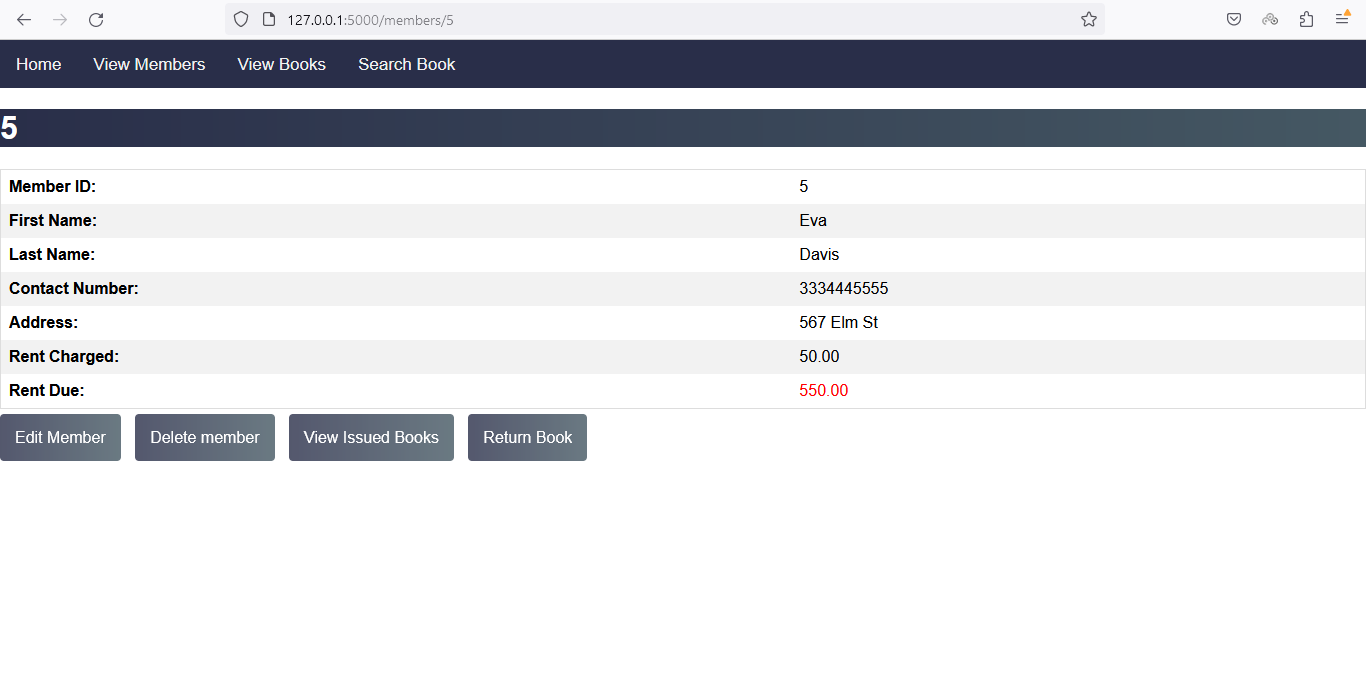 127.0.0.1:5000/members/5
Home View Members View Books Search Book
5
Member ID: 5
First Name: Eva
Last Name: Davis
Contact Number: 3334445555
Address: 567 Elm St
Rent Charged: 50.00
Rent Due: 550.00
Edit Member Delete member View Issued Books Return Book